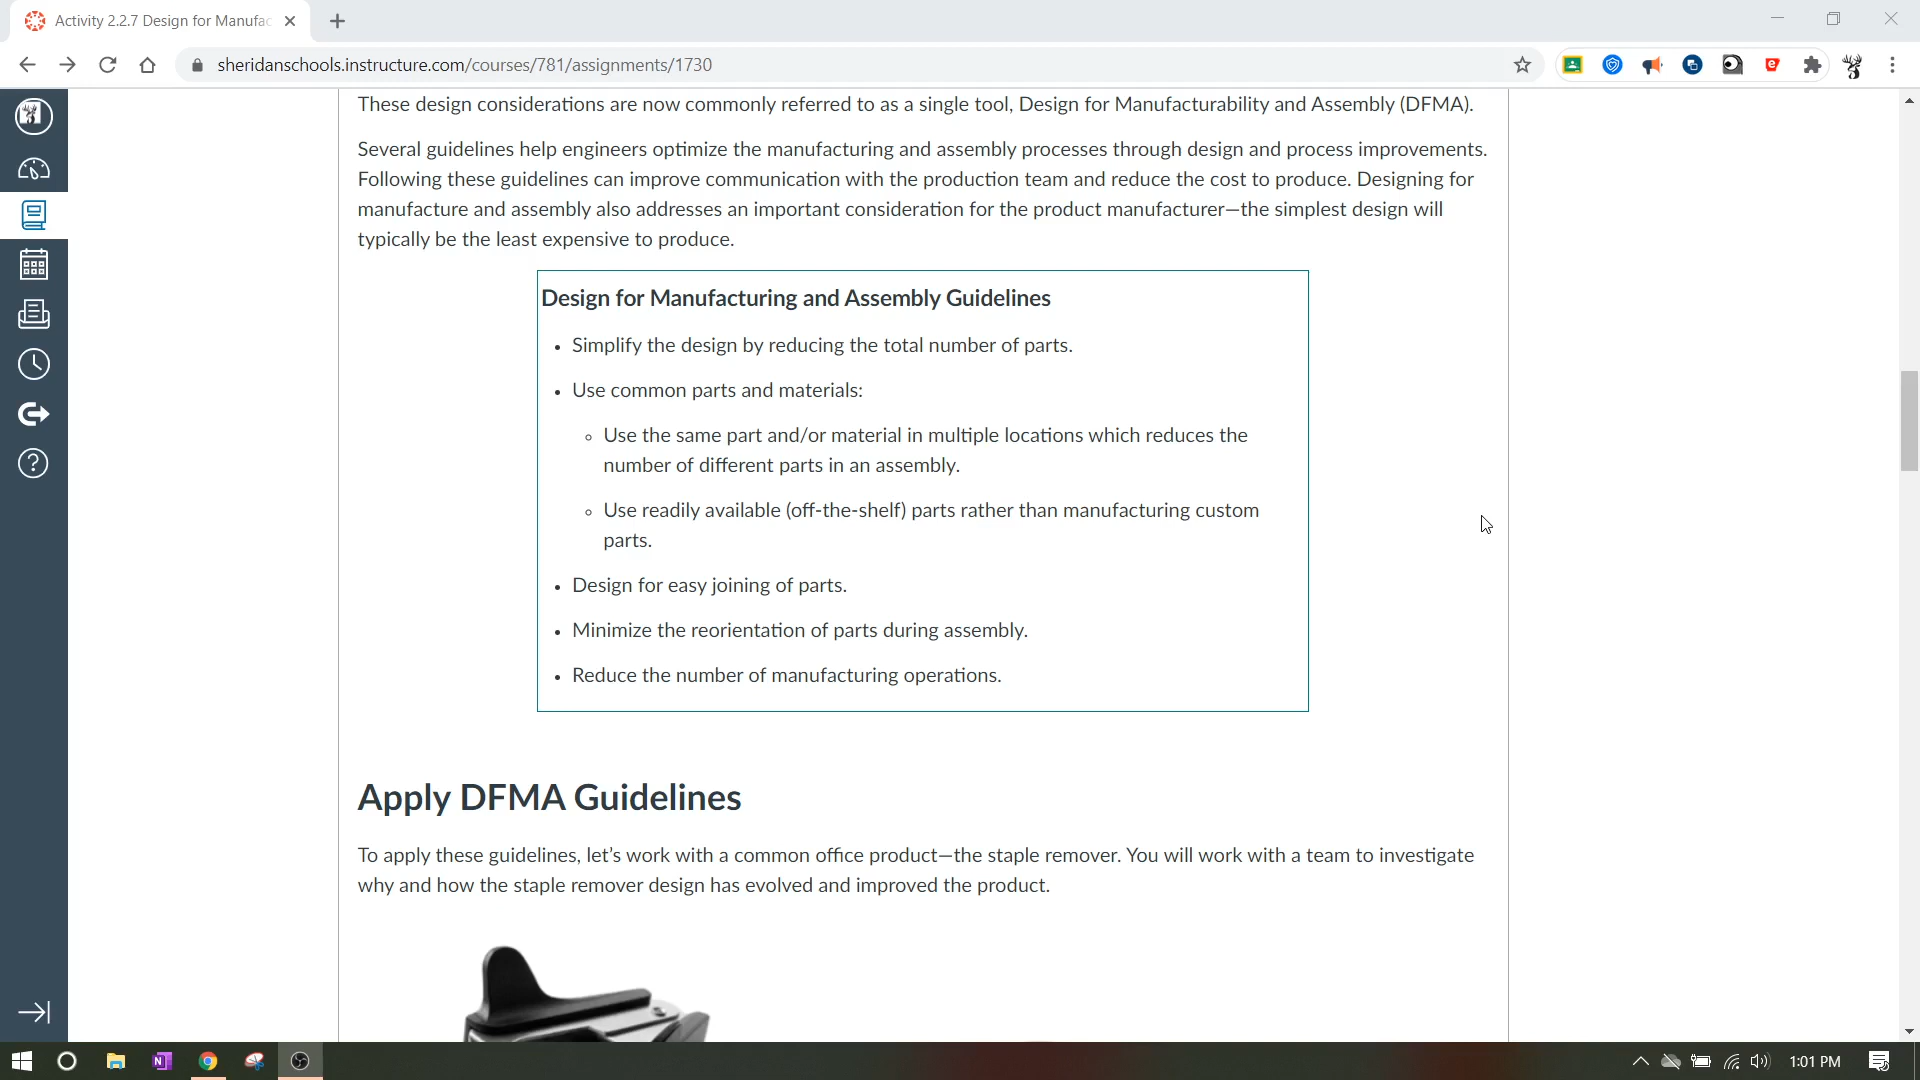 Activity 2.2.7 Design for Manufac
sheridanschools.instructure.com/courses/781/assignments/1730
These design considerations are now commonly referred to as a single tool, Design for Manufacturability and Assembly (DFMA).
Several guidelines help engineers optimize the manufacturing and assembly processes through design and process improvements.
Following these guidelines can improve communication with the production team and reduce the cost to produce. Designing for
manufacture and assembly also addresses an important consideration for the product manufacturer—the simplest design will
typically be the least expensive to produce.
Design for Manufacturing and Assembly Guidelines
• Simplify the design by reducing the total number of parts.
• Use common parts and materials:
◦ Use the same part and/or material in multiple locations which reduces the
number of different parts in an assembly.
◦ Use readily available (off-the-shelf) parts rather than manufacturing custom
parts.
• Design for easy joining of parts.
• Minimize the reorientation of parts during assembly.
• Reduce the number of manufacturing operations.
Apply DFMA Guidelines
To apply these guidelines, let's work with a common office product—the staple remover. You will work with a team to investigate
why and how the staple remover design has evolved and improved the product.
1:01 PM